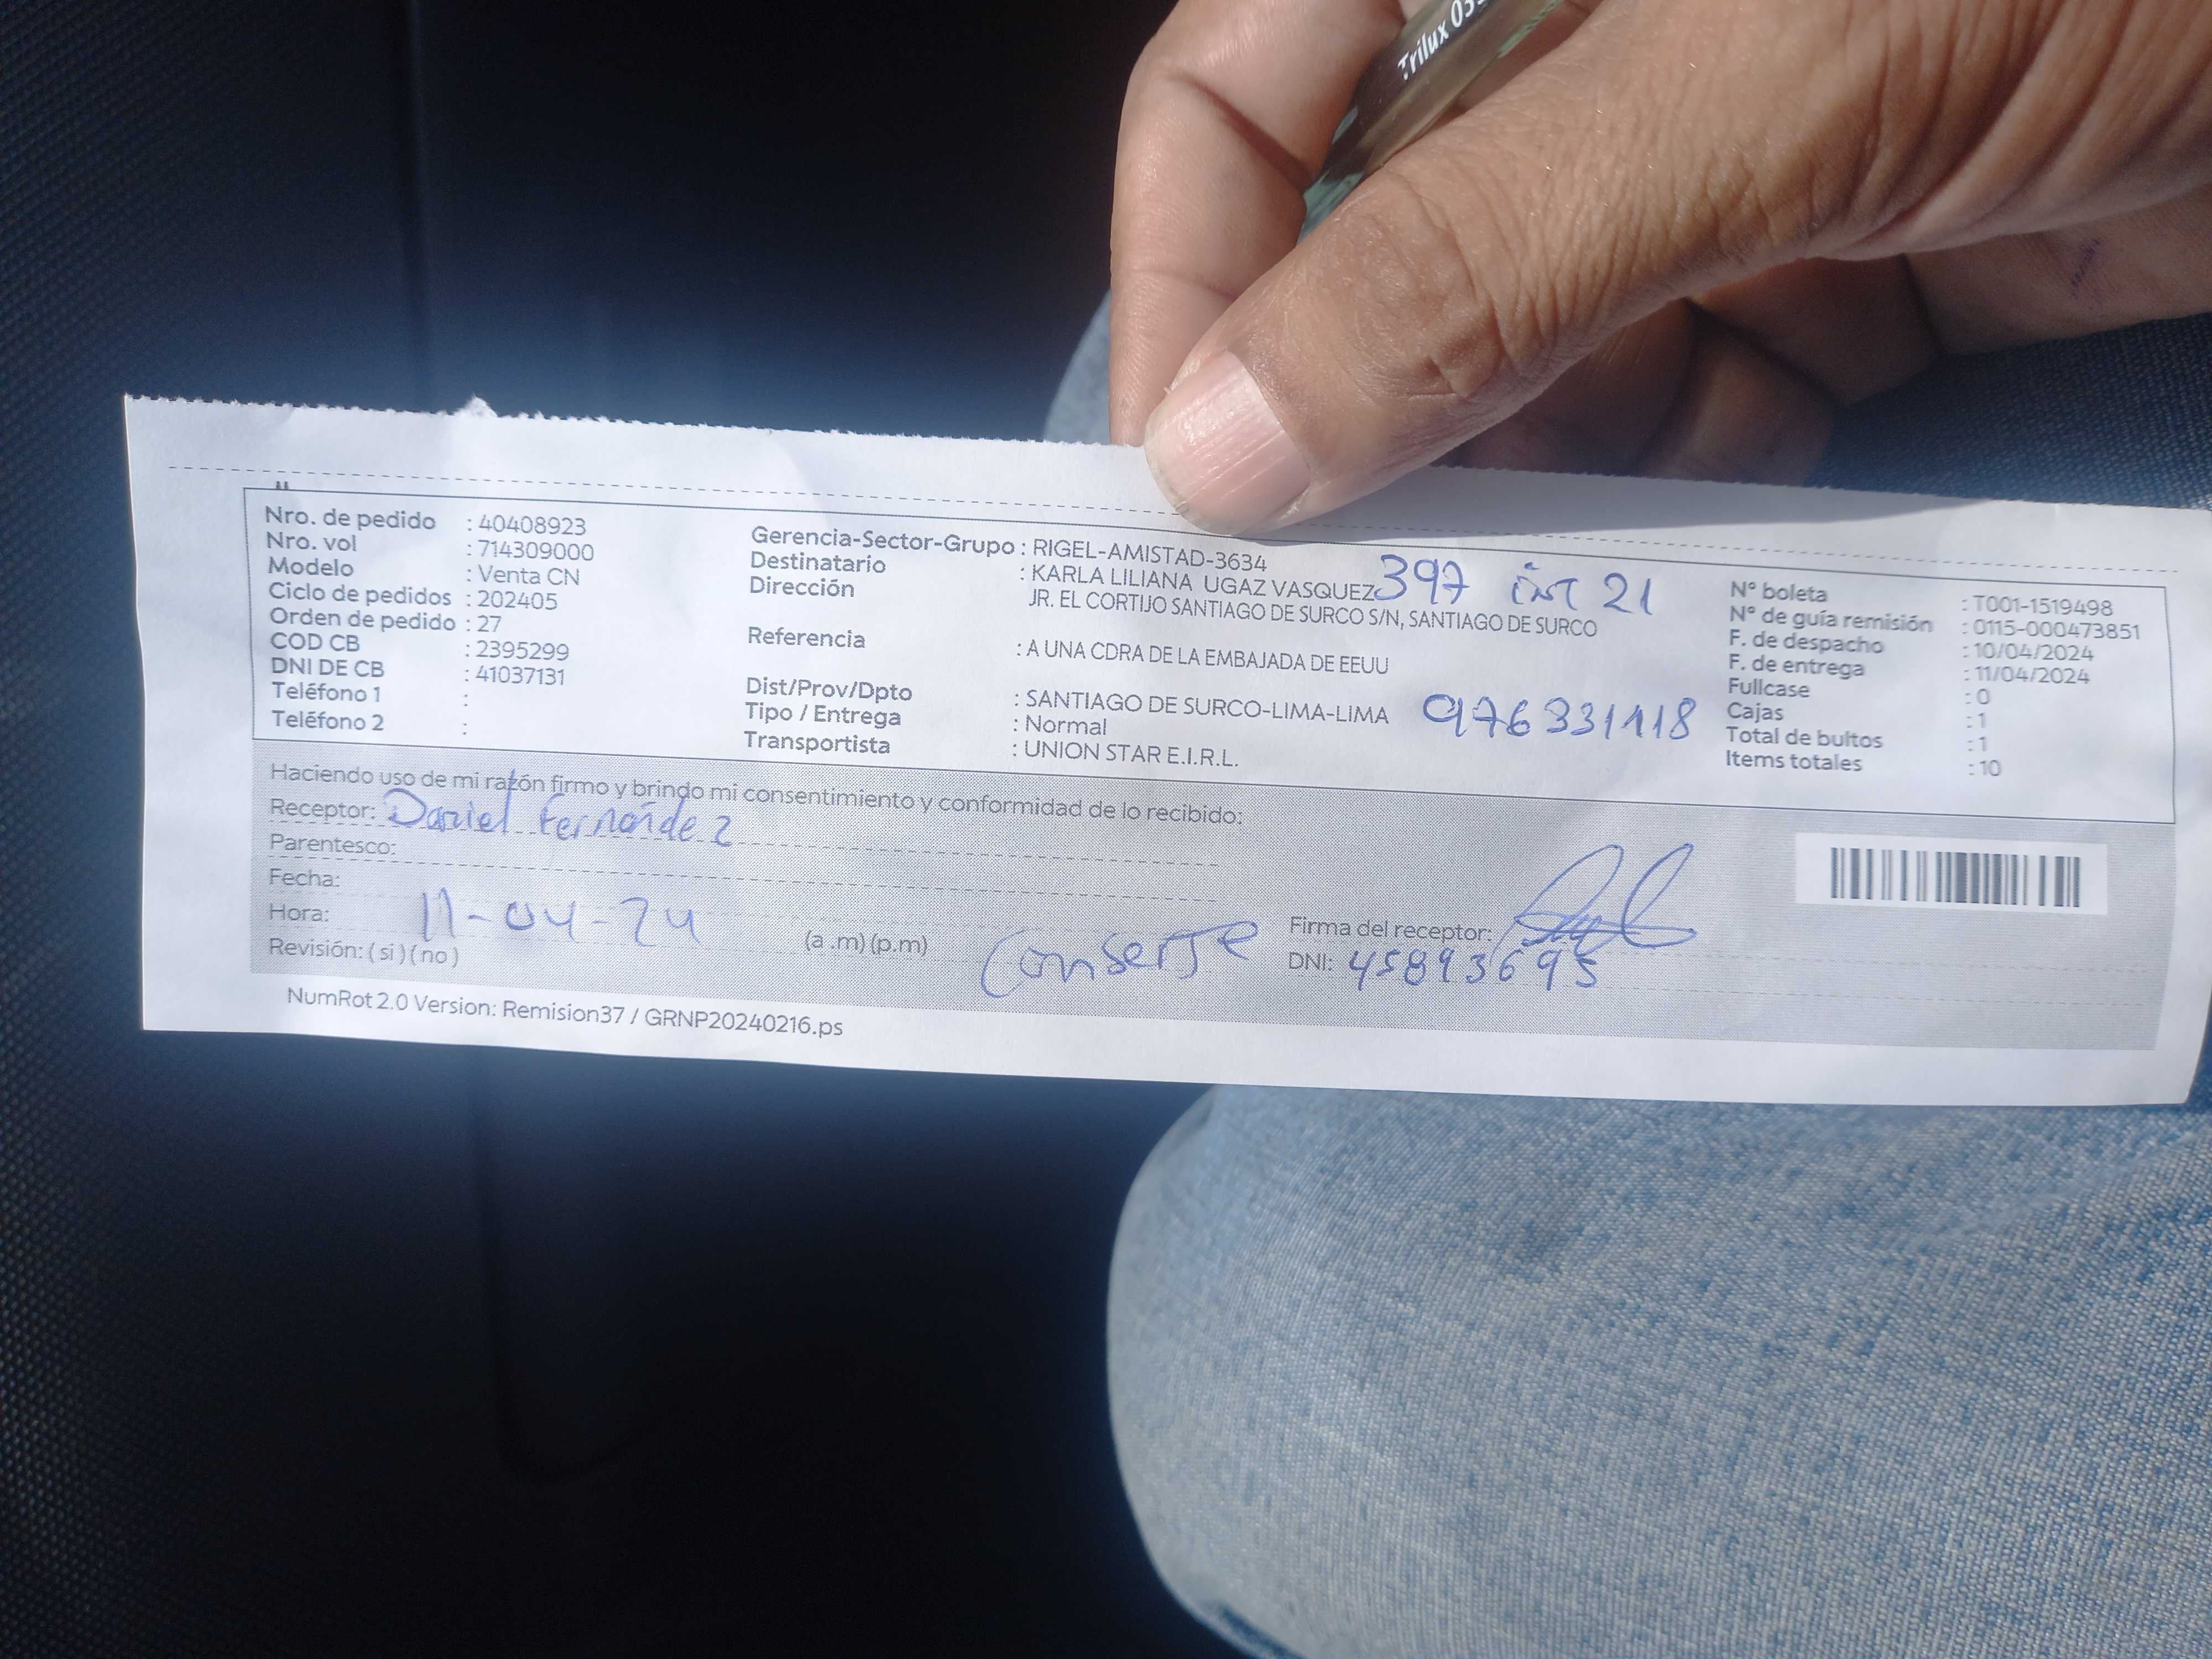 Trilux
Nro. de pedido : 40408923
Nro. vol : 714309000
Modelo : Venta CN
Ciclo de pedidos : 202405
Orden de pedido : 27
COD CB : 2395299
DNI DE CB : 41037131
Teléfono 1 :
Teléfono 2 :
Gerencia-Sector-Grupo : RIGEL-AMISTAD-3634
Destinatario : KARLA LILIANA UGAZ VASQUEZ 397 int 21
Dirección JR. EL CORTIJO SANTIAGO DE SURCO S/N, SANTIAGO DE SURCO
Referencia : A UNA CDRA DE LA EMBAJADA DE EEUU
Dist/Prov/Dpto : SANTIAGO DE SURCO-LIMA-LIMA
976331118
Tipo / Entrega : Normal
Transportista : UNION STAR E.I.R.L.
N° boleta : T001-1519498
N° de guía remisión : 0115-000473851
F. de despacho : 10/04/2024
F. de entrega : 11/04/2024
Fullcase : 0
Cajas : 1
Total de bultos : 1
Items totales : 10
Haciendo uso de mi razón firmo y brindo mi consentimiento y conformidad de lo recibido:
Receptor: Daniel Fernández
Parentesco:
Fecha:
Hora: 11-04-24 (a .m) (p.m)
Revisión: ( si ) ( no )
Conserje
Firma del receptor:
DNI: 45893695
NumRot 2.0 Version: Remision37 / GRNP20240216.ps